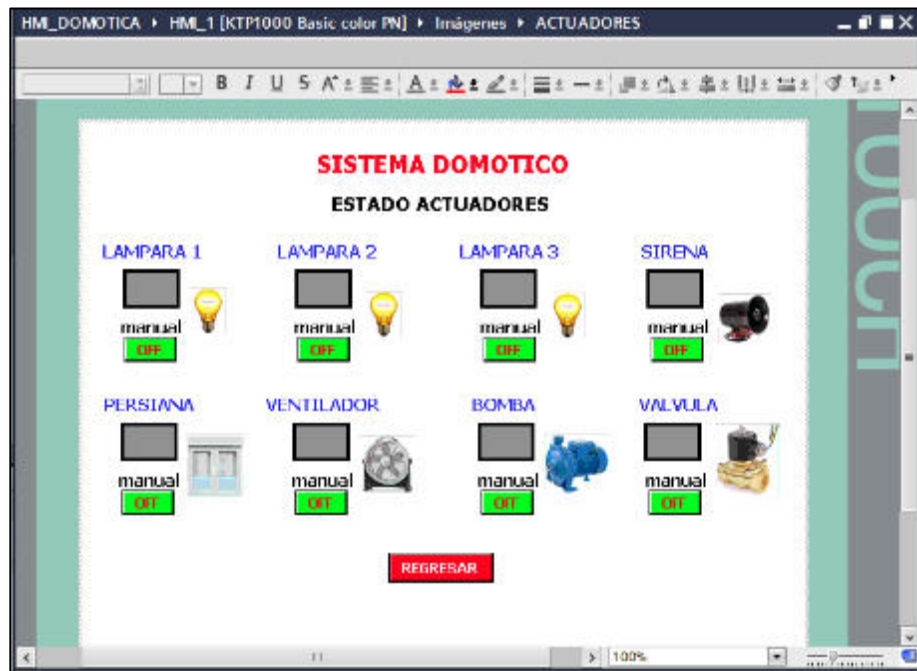 HMI_DOMOTICA ▸ HMI_1 [KTP1000 Basic color PN] ▸ Imágenes ▸ ACTUADORES
B I U S A A
SISTEMA DOMOTICO
ESTADO ACTUADORES
LAMPARA 1 LAMPARA 2 LAMPARA 3 SIRENA
manual manual manual manual
OFF OFF OFF OFF
PERSIANA VENTILADOR BOMBA VALVULA
manual manual manual manual
OFF OFF OFF OFF
REGRESAR
100%